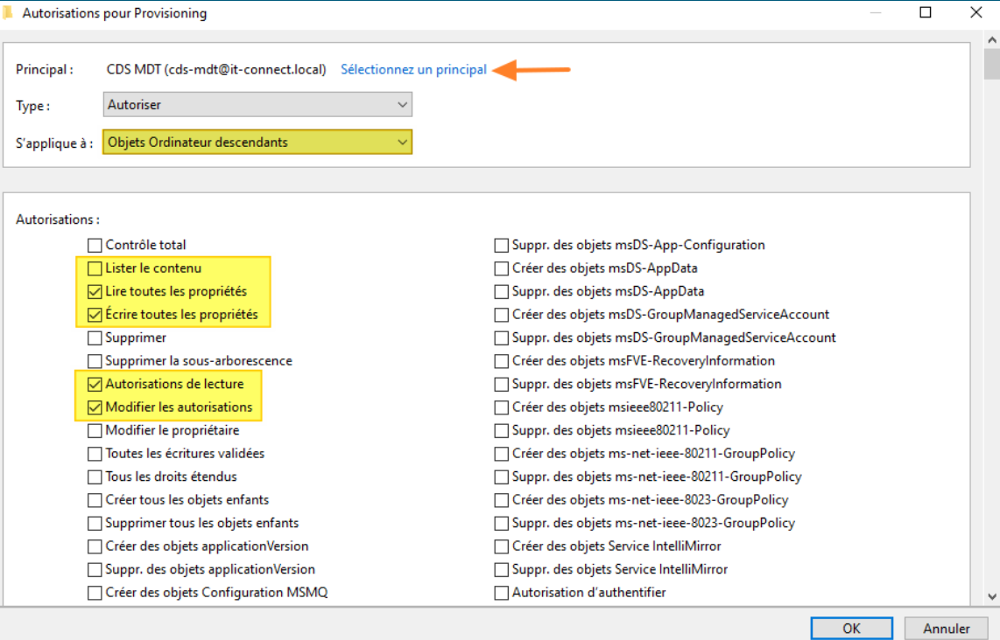 Autorisations pour Provisioning
Principal : CDS MDT (cds-mdt@it-connect.local) Sélectionnez un principal
Type : Autoriser
S'applique à : Objets Ordinateur descendants
Autorisations :
Contrôle total
Lister le contenu
Lire toutes les propriétés
Écrire toutes les propriétés
Supprimer
Supprimer la sous-arborescence
Autorisations de lecture
Modifier les autorisations
Modifier le propriétaire
Toutes les écritures validées
Tous les droits étendus
Créer tous les objets enfants
Supprimer tous les objets enfants
Créer des objets applicationVersion
Suppr. des objets applicationVersion
Créer des objets Configuration MSMQ
Suppr. des objets msDS-App-Configuration
Créer des objets msDS-AppData
Suppr. des objets msDS-AppData
Créer des objets msDS-GroupManagedServiceAccount
Suppr. des objets msDS-GroupManagedServiceAccount
Créer des objets msFVE-RecoveryInformation
Suppr. des objets msFVE-RecoveryInformation
Créer des objets msieee80211-Policy
Suppr. des objets msieee80211-Policy
Créer des objets ms-net-ieee-80211-GroupPolicy
Suppr. des objets ms-net-ieee-80211-GroupPolicy
Créer des objets ms-net-ieee-8023-GroupPolicy
Suppr. des objets ms-net-ieee-8023-GroupPolicy
Créer des objets Service IntelliMirror
Suppr. des objets Service IntelliMirror
Autorisation d'authentifier
OK Annuler